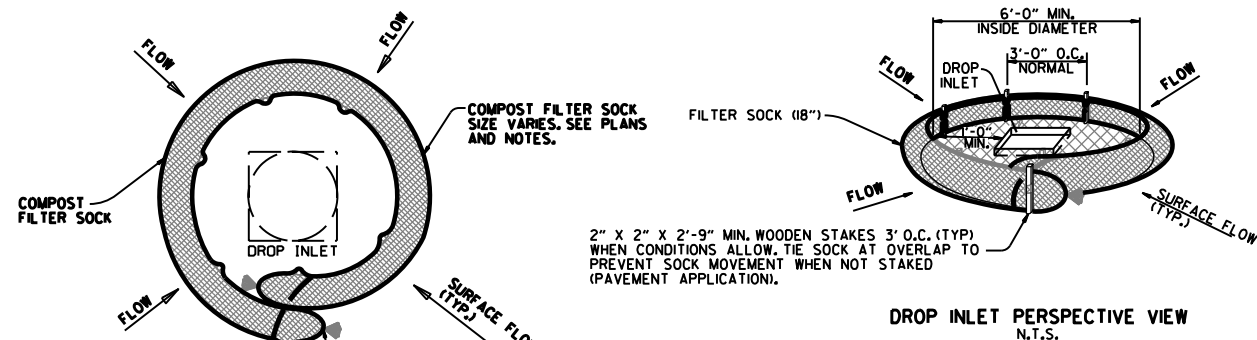 FLOW
FLOW
COMPOST FILTER SOCK
SIZE VARIES. SEE PLANS
AND NOTES.
COMPOST
FILTER SOCK
DROP INLET
FLOW
SURFACE FLOW
(TYP.)
6'-0" MIN.
INSIDE DIAMETER
3'-0" O.C.
NORMAL
DROP
INLET
FLOW
FLOW
FILTER SOCK (18")
1'-0"
MIN.
FLOW
SURFACE FLOW
(TYP.)
2" X 2" X 2'-9" MIN. WOODEN STAKES 3' O.C. (TYP)
WHEN CONDITIONS ALLOW. TIE SOCK AT OVERLAP TO
PREVENT SOCK MOVEMENT WHEN NOT STAKED
(PAVEMENT APPLICATION).
DROP INLET PERSPECTIVE VIEW
N.T.S.